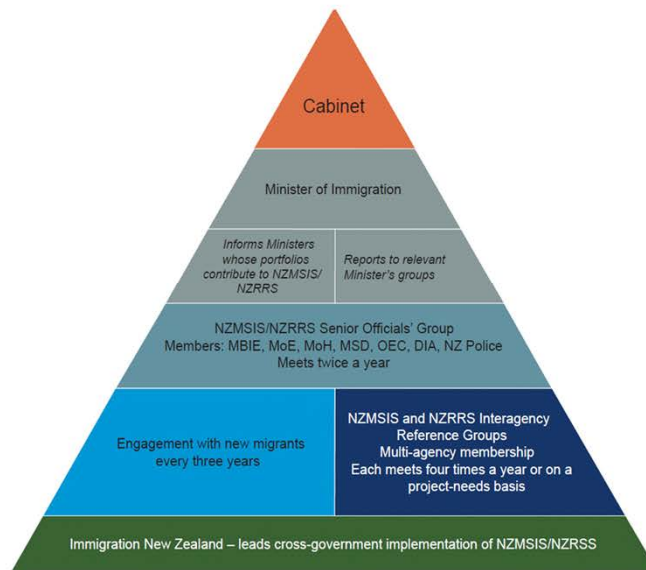 Cabinet
Minister of Immigration
Informs Ministers
whose portfolios
contribute to NZMSIS/
NZRRS
Reports to relevant
Minister's groups
NZMSIS/NZRRS Senior Officials' Group
Members: MBIE, MoE, MoH, MSD, OEC, DIA, NZ Police
Meets twice a year
Engagement with new migrants
every three years
NZMSIS and NZRRS Interagency
Reference Groups
Multi-agency membership
Each meets four times a year or on a
project-needs basis
Immigration New Zealand – leads cross-government implementation of NZMSIS/NZRSS